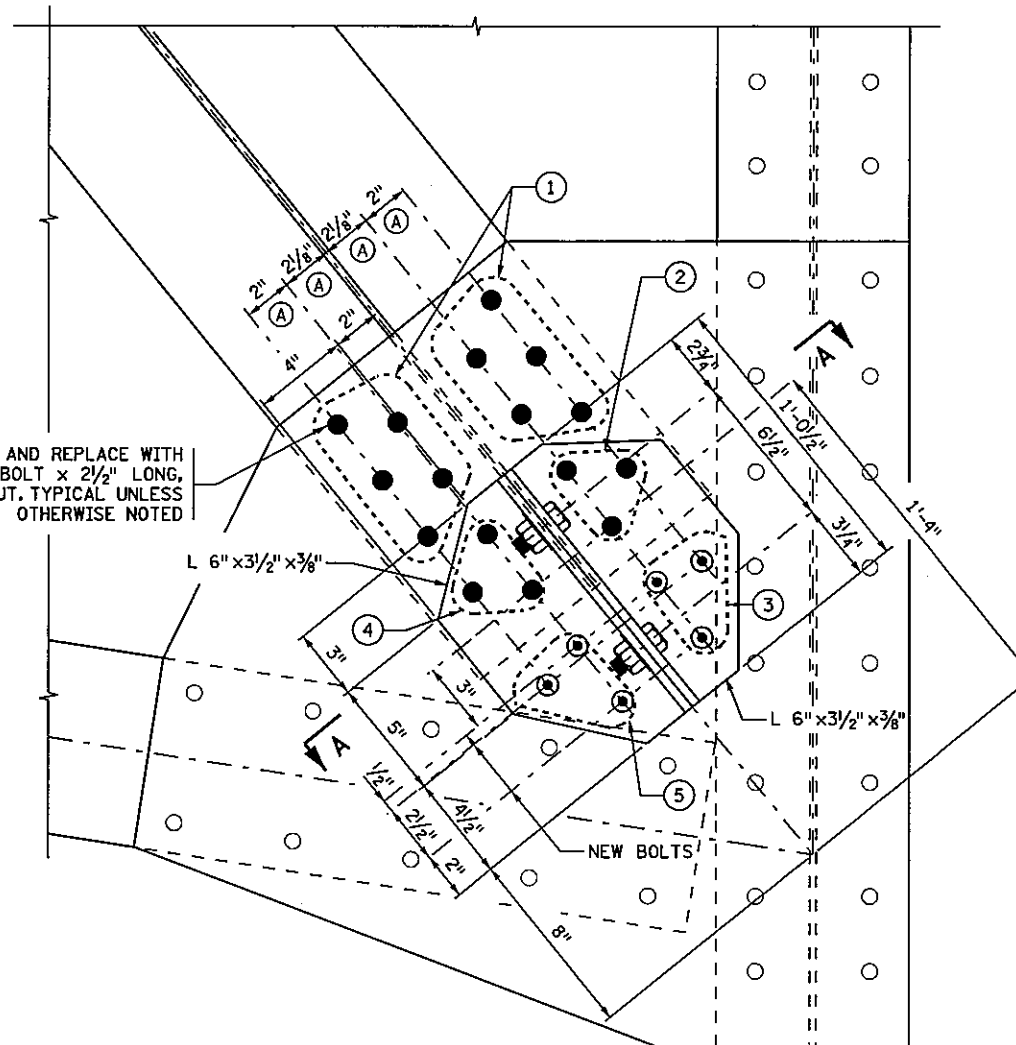 1
2"
2 1/8"
2 1/8"
2"
A
A
A
A
2
2"
4"
A
2 3/4"
1'-0 1/2"
6 1/2"
1'-4"
3 1/4"
AND REPLACE WITH
BOLT x 2 1/2" LONG,
UT. TYPICAL UNLESS
OTHERWISE NOTED
L 6"x3 1/2"x3/8"
4
3
3"
3"
5"
A
L 6"x3 1/2"x3/8"
5
1/2"
4 1/2"
2 1/2"
2"
NEW BOLTS
8"